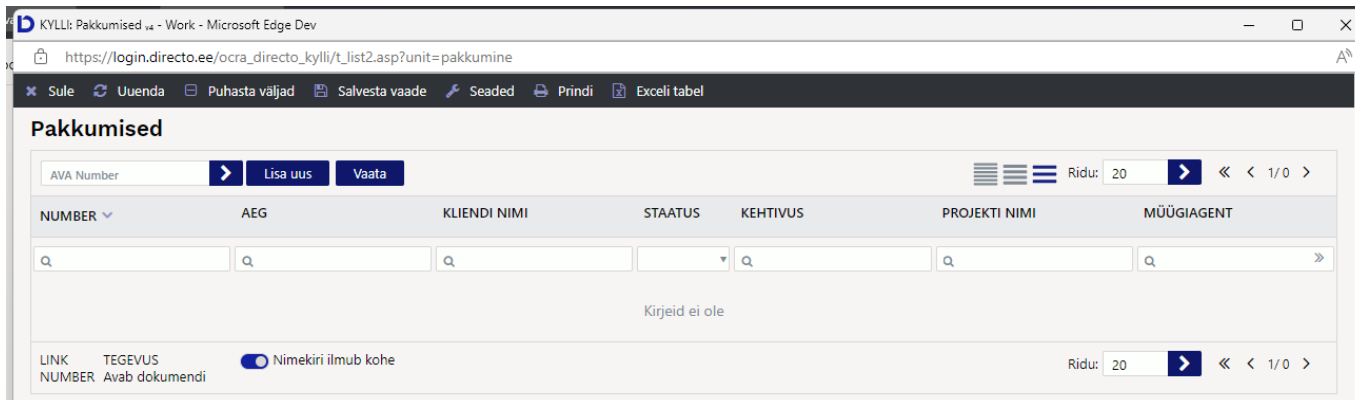 KYLLI: Pakkumised v4 - Work - Microsoft Edge Dev
https://login.directo.ee/ocra_directo_kylli/t_list2.asp?unit=pakkumine
Sule Uuenda Puhasta väljad Salvesta vaade Seaded Prindi Exceli tabel
Pakkumised
AVA Number Lisa uus Vaata Ridu: 20 1/0
NUMBER AEG KLIENDI NIMI STAATUS KEHTIVUS PROJEKTI NIMI MÜÜGIAGENT
Kirjeid ei ole
LINK TEGEVUS Nimekiri ilmub kohe Ridu: 20 1/0
NUMBER Avab dokumendi